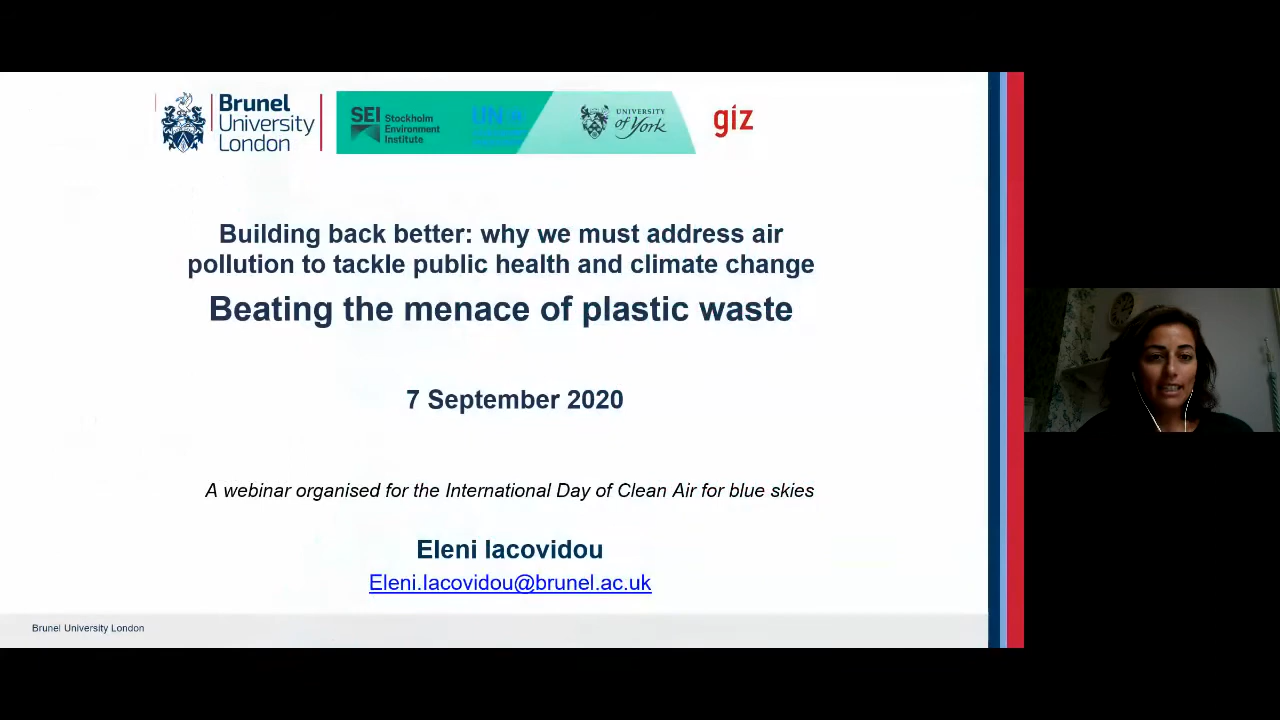 Brunel
University
London
SEI Stockholm
Environment
Institute
UN
UNIVERSITY
of York
giz
Building back better: why we must address air
pollution to tackle public health and climate change
Beating the menace of plastic waste
7 September 2020
A webinar organised for the International Day of Clean Air for blue skies
Eleni Iacovidou
Eleni.Iacovidou@brunel.ac.uk
Brunel University London